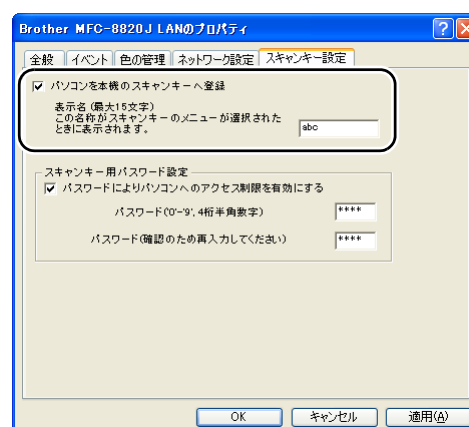 Brother MFC-8820J LANのプロパティ
全般 イベント 色の管理 ネットワーク設定 スキャンキー設定
パソコンを本機のスキャンキーへ登録
表示名(最大15文字)
この名称がスキャンキーのメニューが選択された
ときに表示されます。
abc
スキャンキー用パスワード設定
パスワードによりパソコンへのアクセス制限を有効にする
パスワード('0'-'9', 4桁半角数字) ****
パスワード(確認のため再入力してください) ****
OK キャンセル 適用(A)